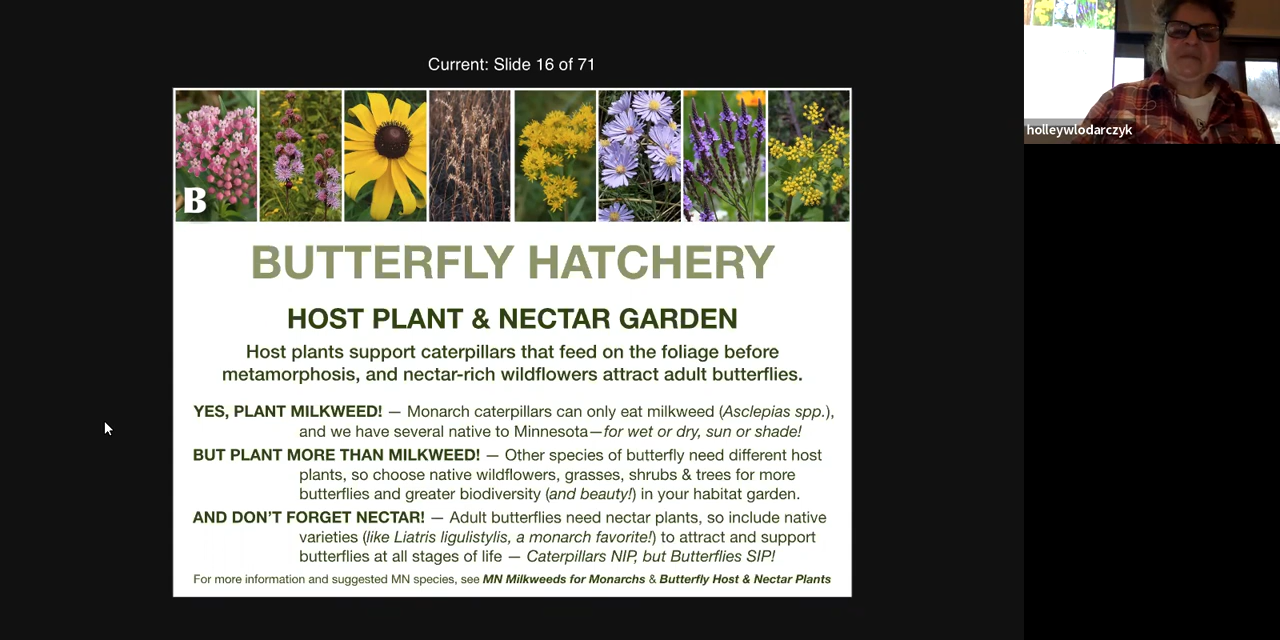 Current: Slide 16 of 71
holleywlodarczyk
B
BUTTERFLY HATCHERY
HOST PLANT & NECTAR GARDEN
Host plants support caterpillars that feed on the foliage before
metamorphosis, and nectar-rich wildflowers attract adult butterflies.
YES, PLANT MILKWEED! — Monarch caterpillars can only eat milkweed (Asclepias spp.),
and we have several native to Minnesota—for wet or dry, sun or shade!
BUT PLANT MORE THAN MILKWEED! — Other species of butterfly need different host
plants, so choose native wildflowers, grasses, shrubs & trees for more
butterflies and greater biodiversity (and beauty!) in your habitat garden.
AND DON'T FORGET NECTAR! — Adult butterflies need nectar plants, so include native
varieties (like Liatris ligulistylis, a monarch favorite!) to attract and support
butterflies at all stages of life — Caterpillars NIP, but Butterflies SIP!
For more information and suggested MN species, see MN Milkweeds for Monarchs & Butterfly Host & Nectar Plants